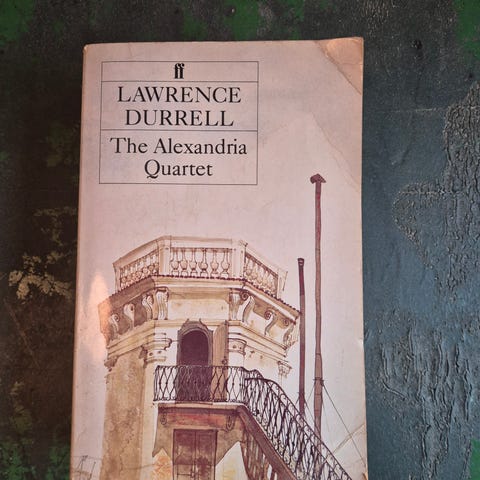 ff
LAWRENCE
DURRELL
The Alexandria
Quartet